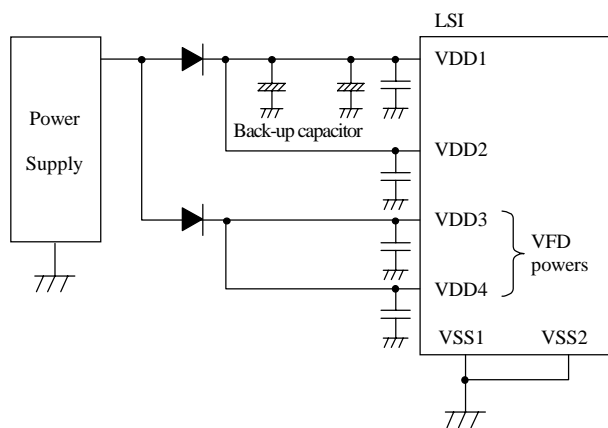 LSI
VDD1
Power
Supply
Back-up capacitor
VDD2
VDD3
VFD
powers
VDD4
VSS1
VSS2